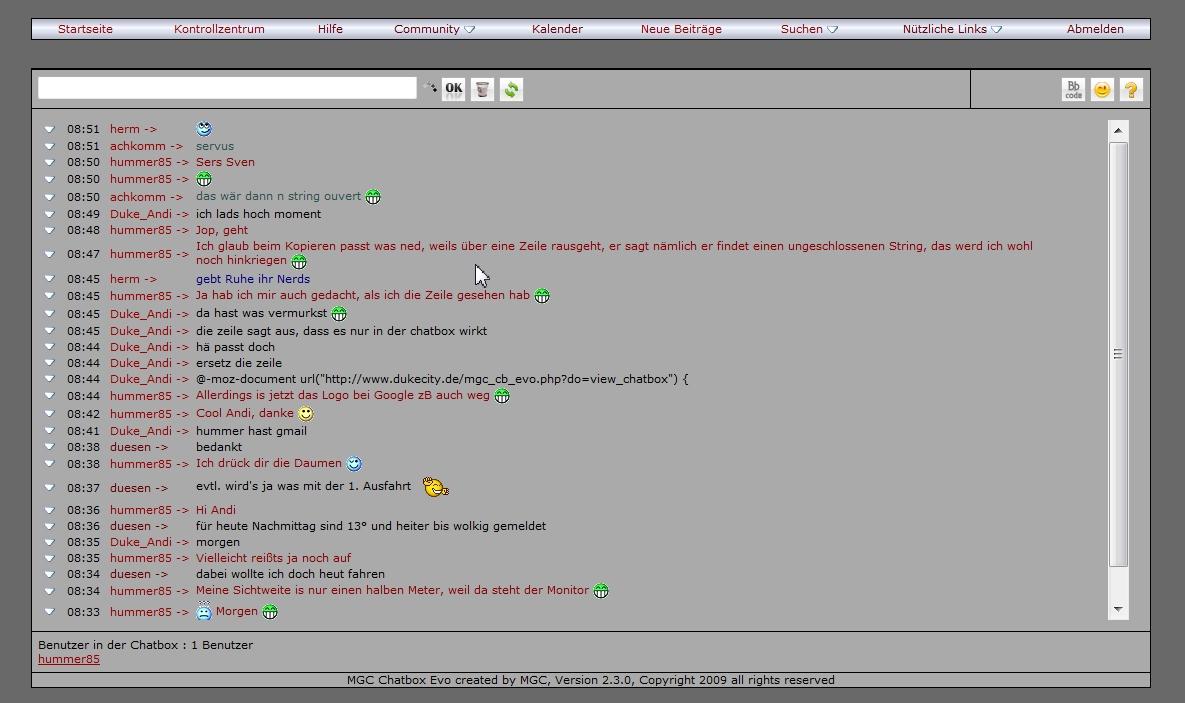 Startseite Kontrollzentrum Hilfe Community Kalender Neue Beiträge Suchen Nützliche Links Abmelden
OK Bb code ?
08:51 herm ->
08:51 achkomm -> servus
08:50 hummer85 -> Sers Sven
08:50 hummer85 ->
08:50 achkomm -> das wär dann n string ouvert
08:49 Duke_Andi -> ich lads hoch moment
08:48 hummer85 -> Jop, geht
08:47 hummer85 -> Ich glaub beim Kopieren passt was ned, weils über eine Zeile rausgeht, er sagt nämlich er findet einen ungeschlossenen String, das werd ich wohl
noch hinkriegen
08:45 herm -> gebt Ruhe ihr Nerds
08:45 hummer85 -> Ja hab ich mir auch gedacht, als ich die Zeile gesehen hab
08:45 Duke_Andi -> da hast was vermurkst
08:45 Duke_Andi -> die zeile sagt aus, dass es nur in der chatbox wirkt
08:44 Duke_Andi -> hä passt doch
08:44 Duke_Andi -> ersetz die zeile
08:44 Duke_Andi -> @-moz-document url("http://www.dukecity.de/mgc_cb_evo.php?do=view_chatbox") {
08:44 hummer85 -> Allerdings is jetzt das Logo bei Google zB auch weg
08:42 hummer85 -> Cool Andi, danke
08:41 Duke_Andi -> hummer hast gmail
08:38 duesen -> bedankt
08:38 hummer85 -> Ich drück dir die Daumen
08:37 duesen -> evtl. wird's ja was mit der 1. Ausfahrt
08:36 hummer85 -> Hi Andi
08:36 duesen -> für heute Nachmittag sind 13° und heiter bis wolkig gemeldet
08:35 Duke_Andi -> morgen
08:35 hummer85 -> Vielleicht reißts ja noch auf
08:34 duesen -> dabei wollte ich doch heut fahren
08:34 hummer85 -> Meine Sichtweite is nur einen halben Meter, weil da steht der Monitor
08:33 hummer85 -> Morgen
Benutzer in der Chatbox : 1 Benutzer
hummer85
MGC Chatbox Evo created by MGC, Version 2.3.0, Copyright 2009 all rights reserved